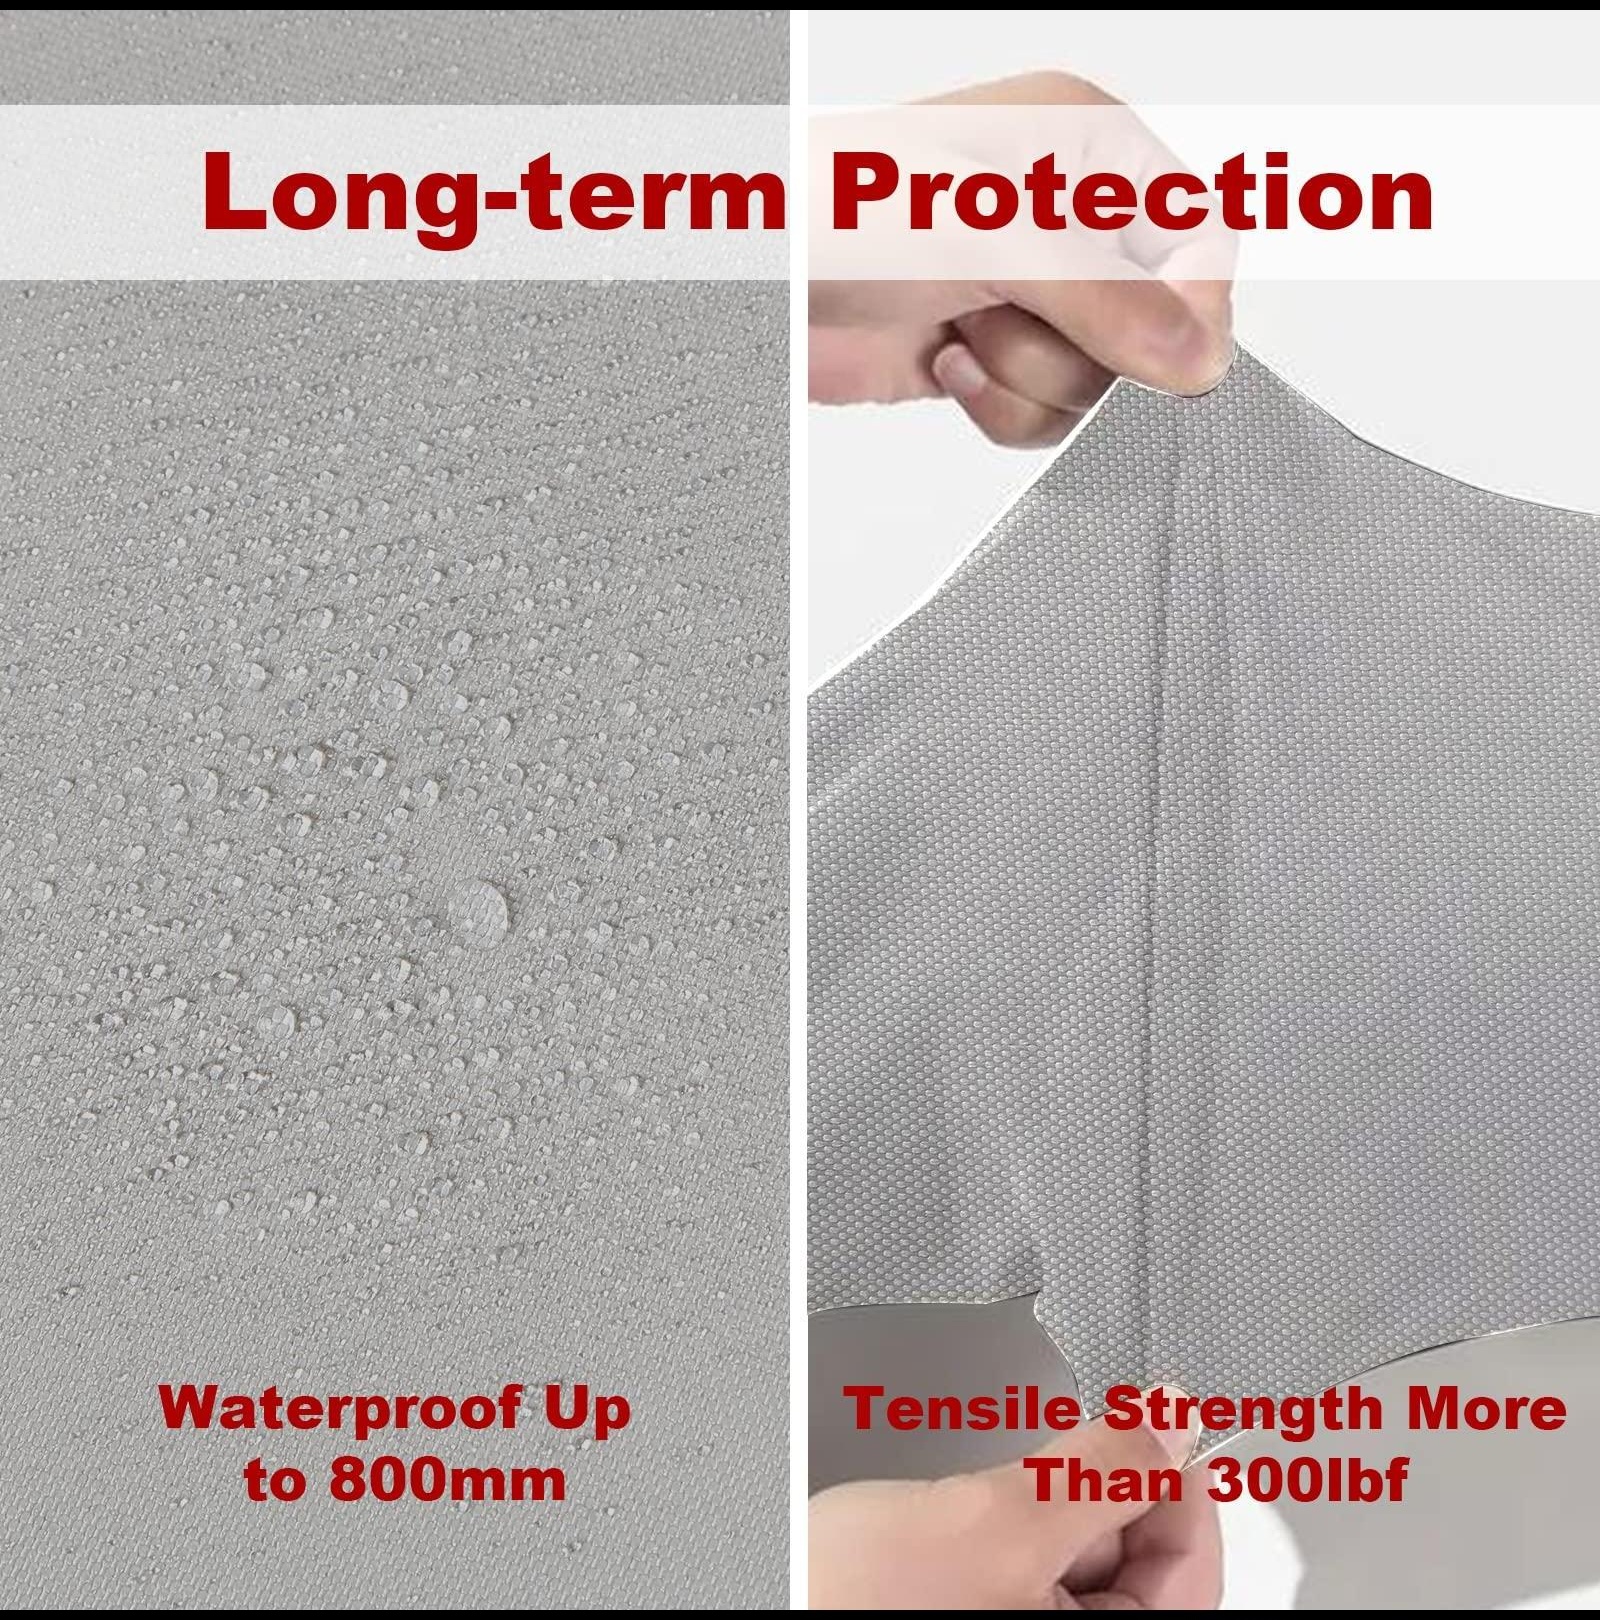 Long-term Protection
Waterproof Up
to 800mm
Tensile Strength More
Than 300lbf